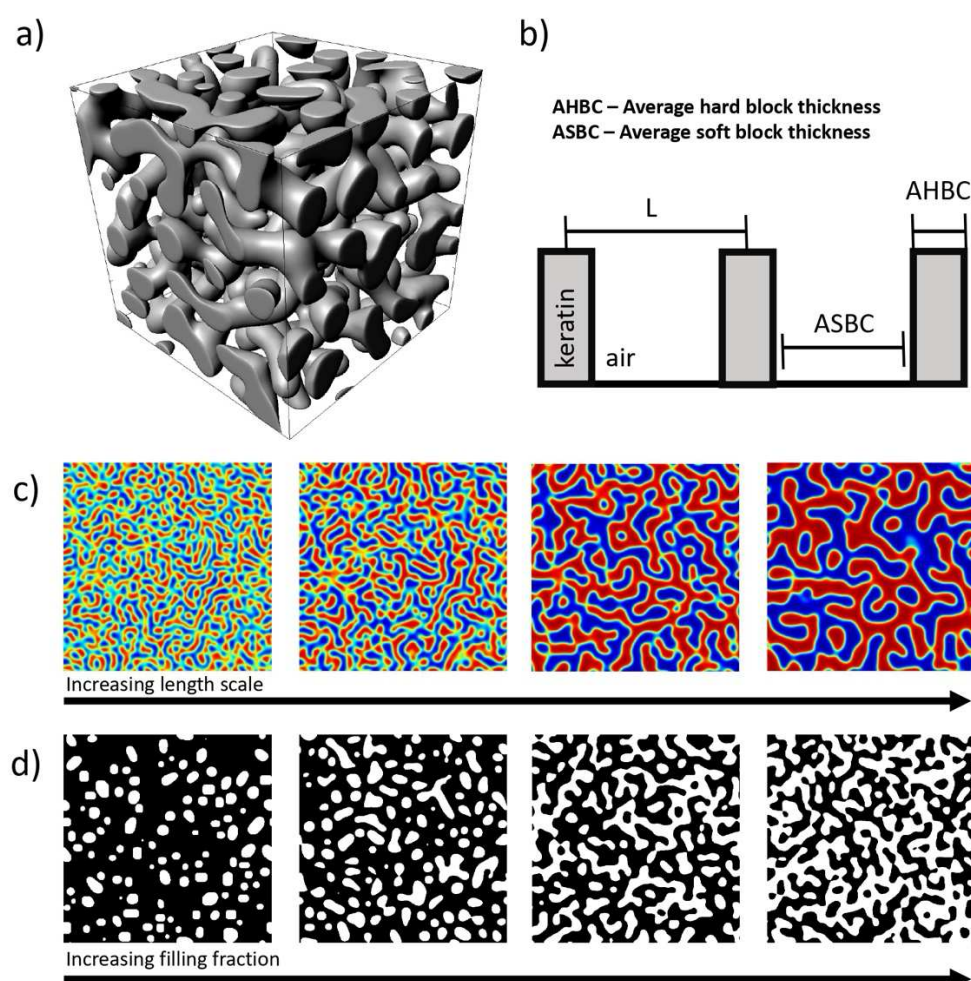 a)
b)
AHBC – Average hard block thickness
ASBC – Average soft block thickness
AHBC
L
ASBC
keratin
air
c)
Increasing length scale
d)
Increasing filling fraction